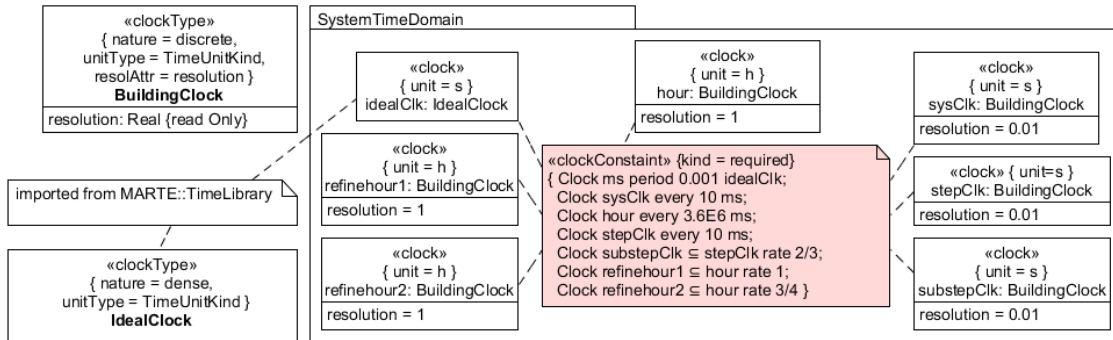 «clockType»
{ nature = discrete,
unitType = TimeUnitKind,
resolAttr = resolution }
BuildingClock
resolution: Real {read Only}
imported from MARTE::TimeLibrary
«clockType»
{ nature = dense,
unitType = TimeUnitKind }
IdealClock
SystemTimeDomain
«clock»
{ unit = s }
idealClk: IdealClock
«clock»
{ unit = h }
refinehour1: BuildingClock
resolution = 1
«clock»
{ unit = h }
refinehour2: BuildingClock
resolution = 1
«clock»
{ unit = h }
hour: BuildingClock
resolution = 1
«clockConstaint» {kind = required}
{ Clock ms period 0.001 idealClk;
Clock sysClk every 10 ms;
Clock hour every 3.6E6 ms;
Clock stepClk every 10 ms;
Clock substepClk ⊆ stepClk rate 2/3;
Clock refinehour1 ⊆ hour rate 1;
Clock refinehour2 ⊆ hour rate 3/4 }
«clock»
{ unit = s }
sysClk: BuildingClock
resolution = 0.01
«clock» { unit=s }
stepClk: BuildingClock
resolution = 0.01
«clock»
{ unit = s }
substepClk: BuildingClock
resolution = 0.01